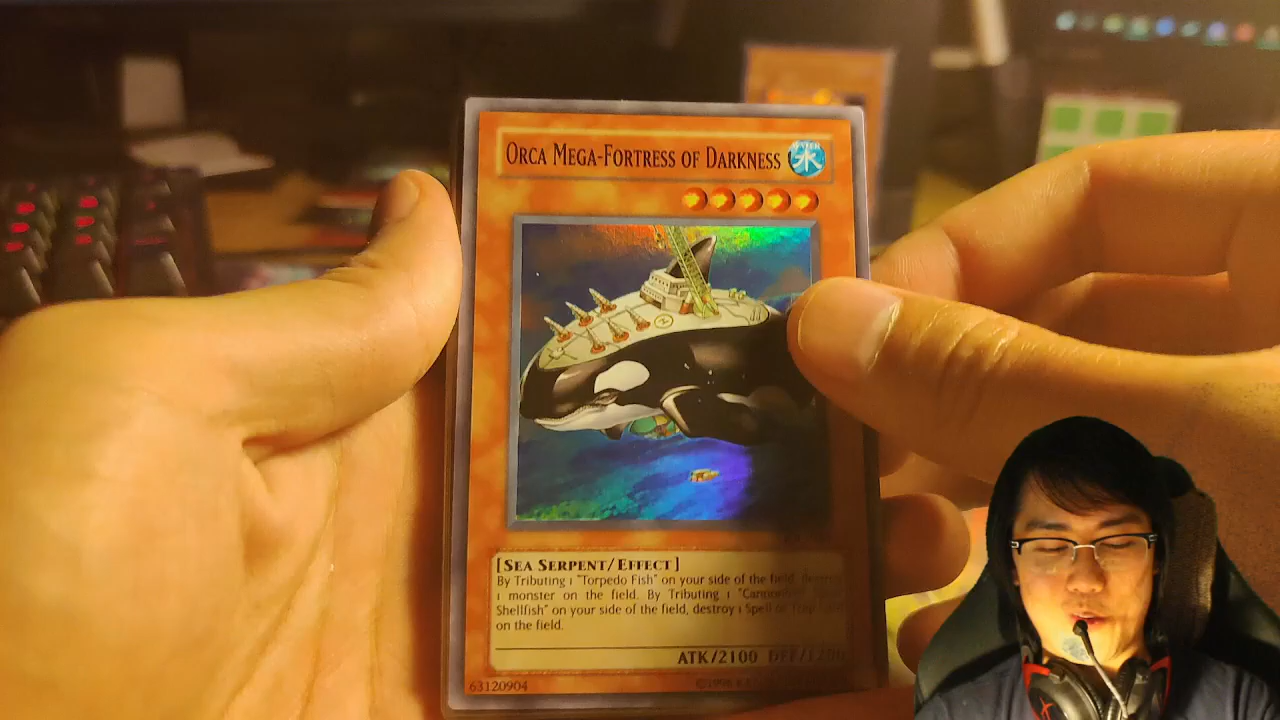 ORCA MEGA-FORTRESS OF DARKNESS
WATER
水
[SEA SERPENT/EFFECT]
By Tributing 1 "Torpedo Fish" on your side of the field, destroy
1 monster on the field. By Tributing 1 "Cannonball Spear
Shellfish" on your side of the field, destroy 1 Spell or Trap Card
on the field.
ATK/2100 DEF/1200
63120904 ©1996